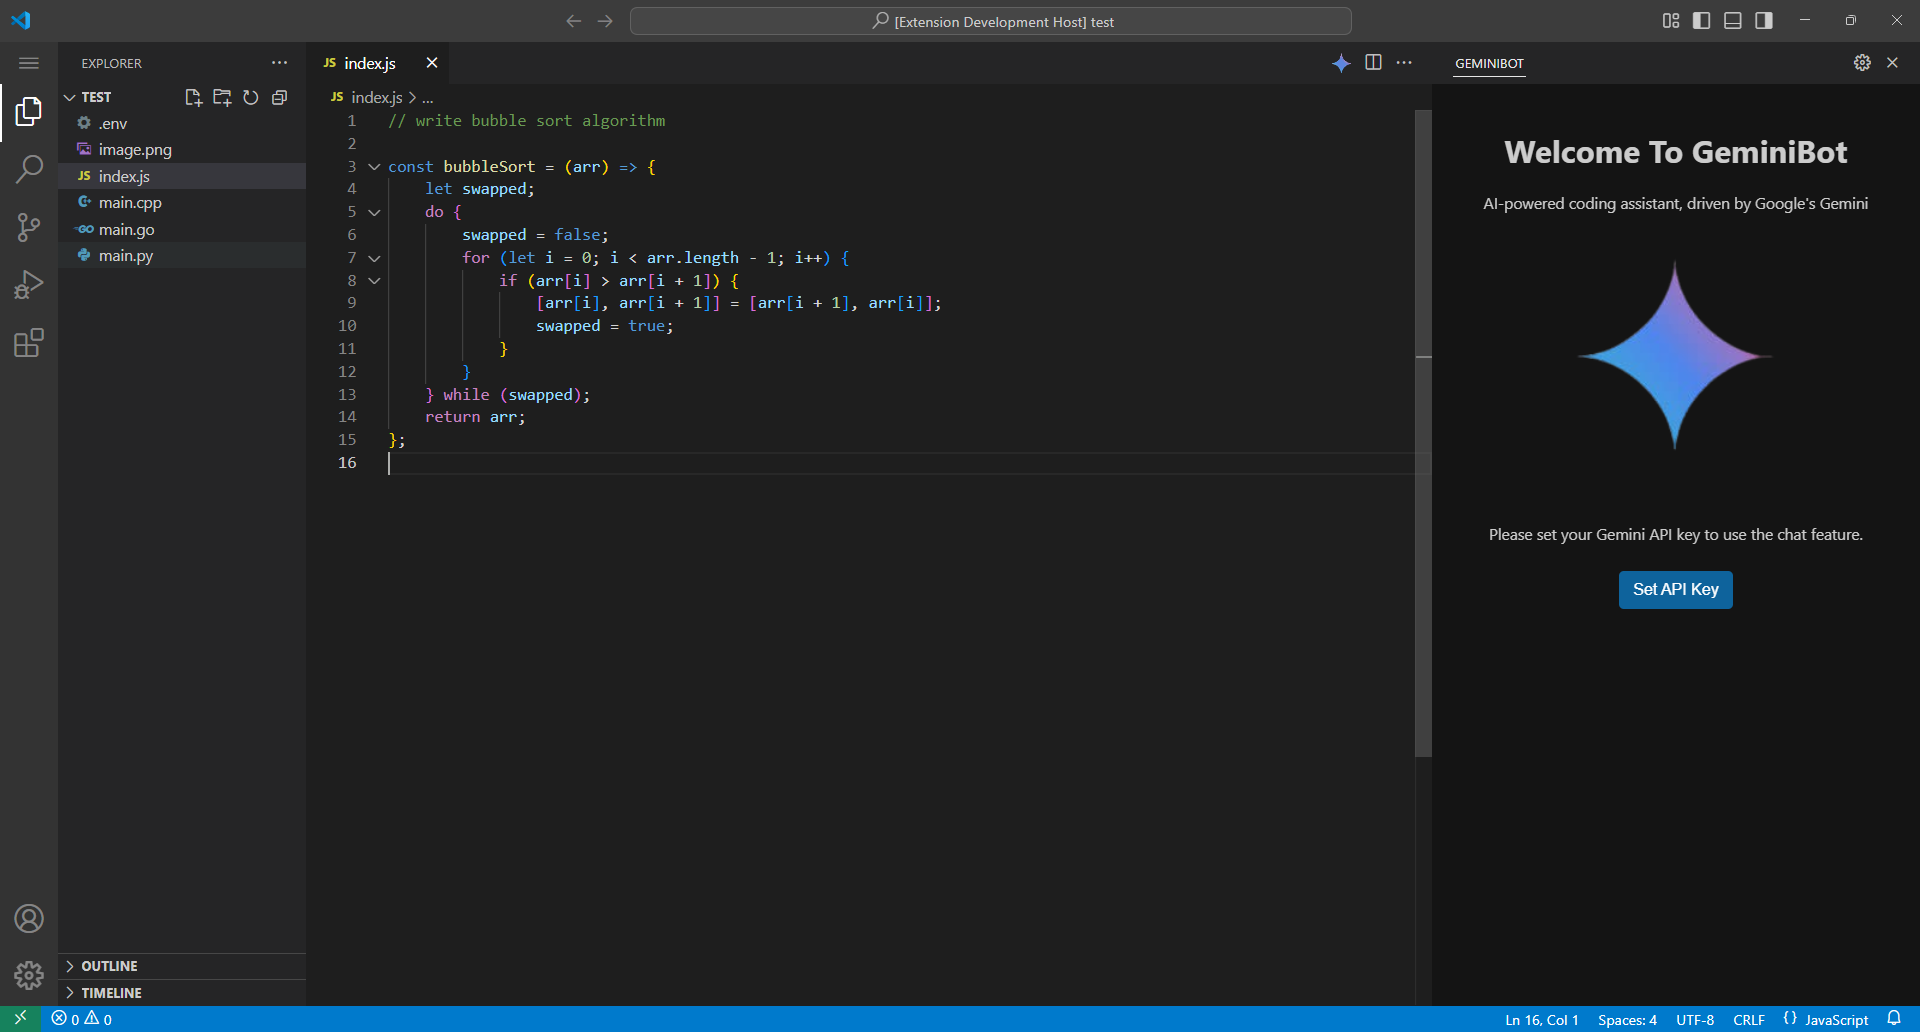 [Extension Development Host] test
EXPLORER
TEST
.env
image.png
JS index.js
main.cpp
GO main.go
main.py
OUTLINE
TIMELINE
JS index.js
JS index.js > ...
1 // write bubble sort algorithm
2
3 const bubbleSort = (arr) => {
4 let swapped;
5 do {
6 swapped = false;
7 for (let i = 0; i < arr.length - 1; i++) {
8 if (arr[i] > arr[i + 1]) {
9 [arr[i], arr[i + 1]] = [arr[i + 1], arr[i]];
10 swapped = true;
11 }
12 }
13 } while (swapped);
14 return arr;
15 };
16
GEMINIBOT
Welcome To GeminiBot
AI-powered coding assistant, driven by Google's Gemini
Please set your Gemini API key to use the chat feature.
Set API Key
0 0
Ln 16, Col 1 Spaces: 4 UTF-8 CRLF {} JavaScript